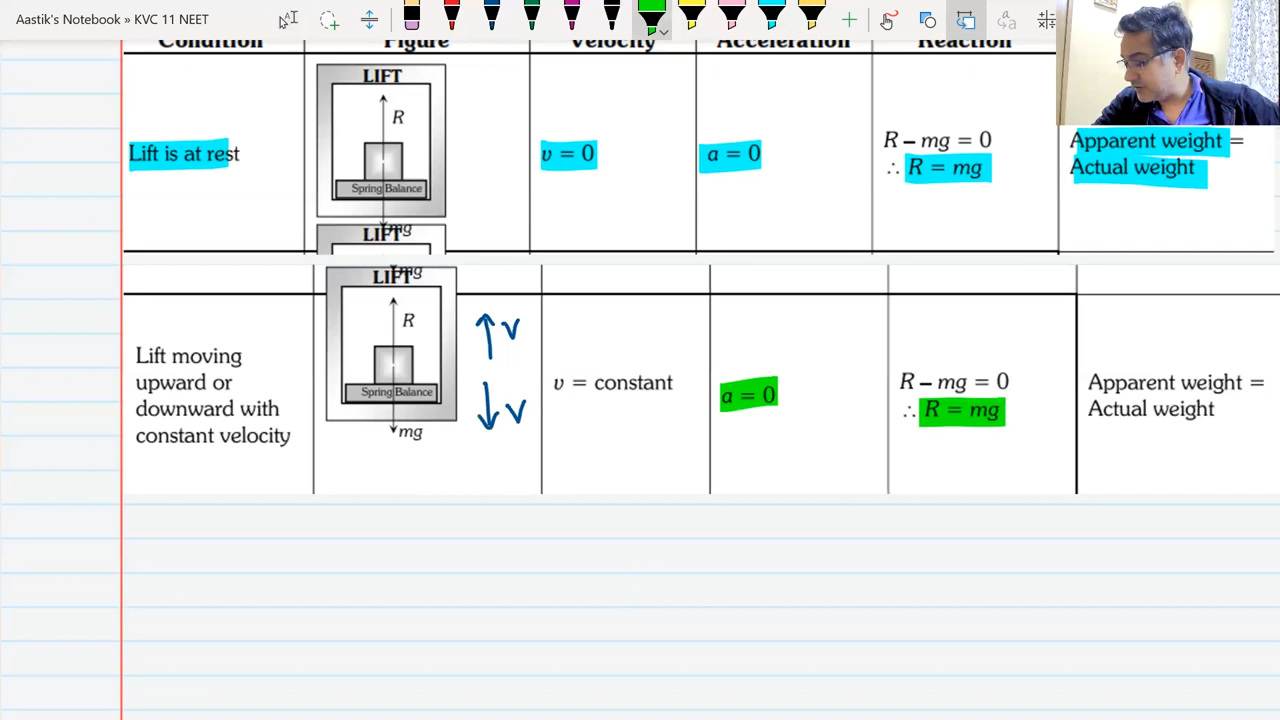 Aastik's Notebook » KVC 11 NEET
Condition Figure Velocity Acceleration Reaction
LIFT
R
Spring Balance
mg
Lift is at rest
υ = 0
a = 0
R – mg = 0
∴ R = mg
Apparent weight =
Actual weight
LIFT
mg
LIFT
R
Spring Balance
mg
v
v
Lift moving
upward or
downward with
constant velocity
υ = constant
a = 0
R – mg = 0
∴ R = mg
Apparent weight =
Actual weight